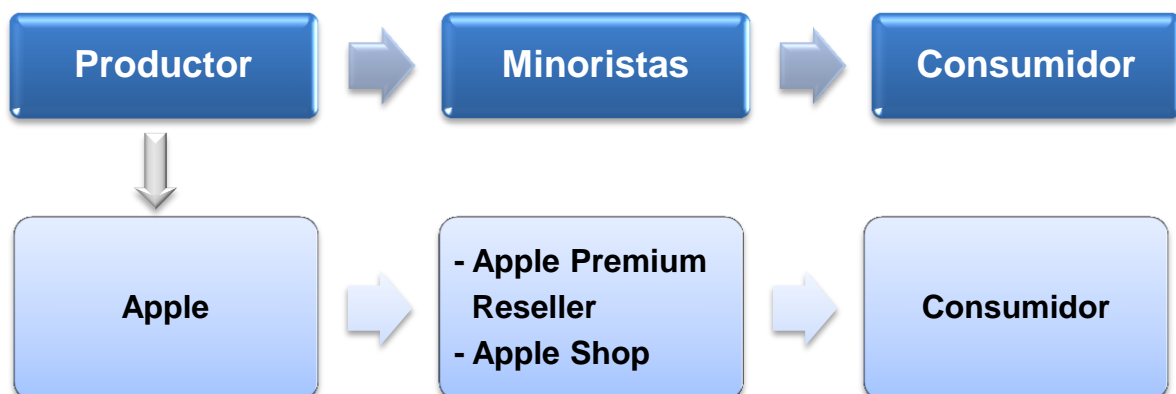 Productor
Minoristas
Consumidor
Apple
- Apple Premium
Reseller
- Apple Shop
Consumidor